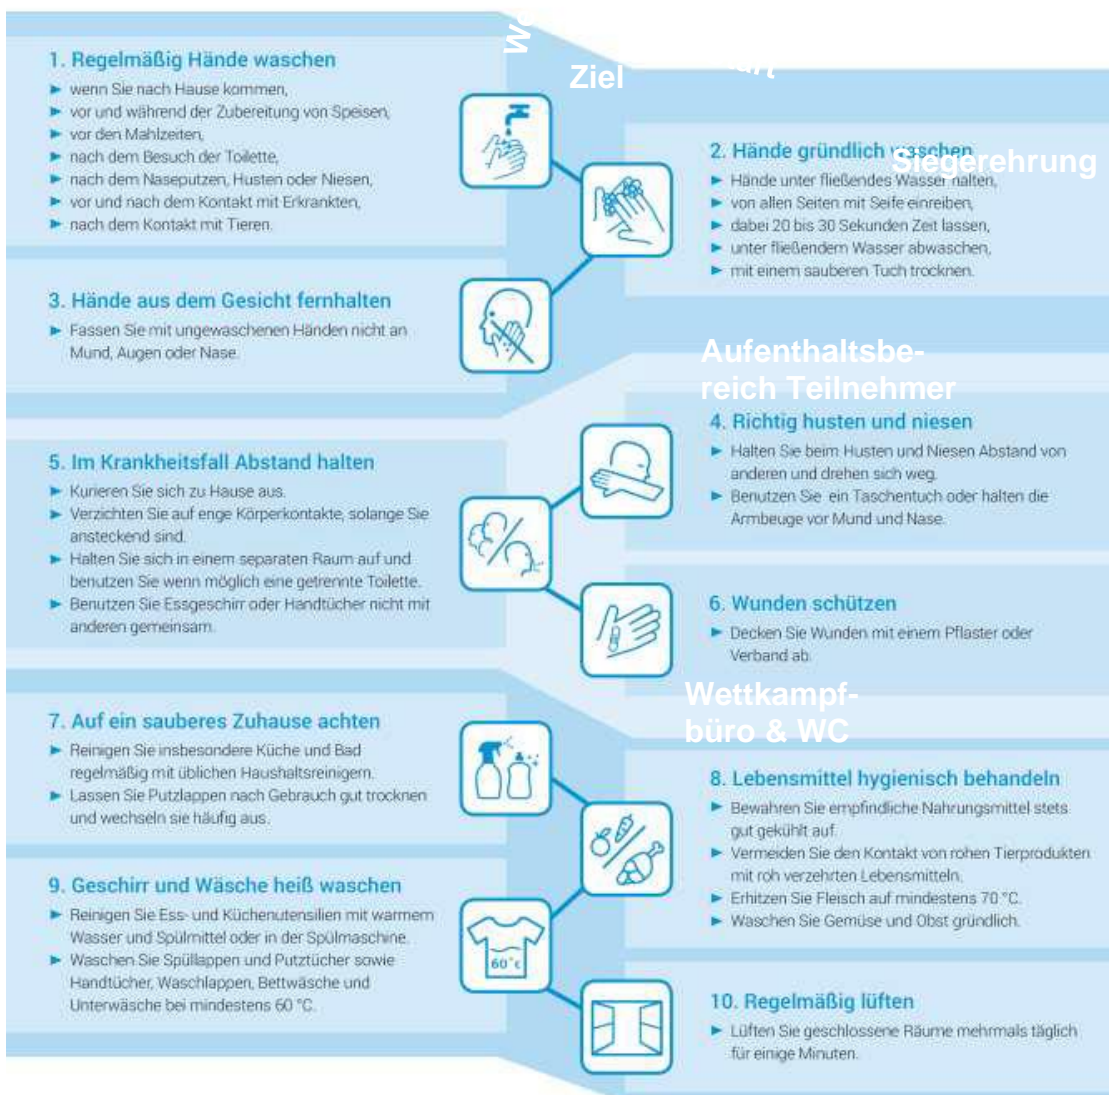 Ziel
1. Regelmäßig Hände waschen
► wenn Sie nach Hause kommen,
► vor und während der Zubereitung von Speisen,
► vor den Mahlzeiten,
► nach dem Besuch der Toilette,
► nach dem Naseputzen, Husten oder Niesen,
► vor und nach dem Kontakt mit Erkrankten,
► nach dem Kontakt mit Tieren.
2. Hände gründlich waschen
Siegerehrung
► Hände unter fließendes Wasser halten,
► von allen Seiten mit Seife einreiben,
► dabei 20 bis 30 Sekunden Zeit lassen,
► unter fließendem Wasser abwaschen,
► mit einem sauberen Tuch trocknen.
3. Hände aus dem Gesicht fernhalten
► Fassen Sie mit ungewaschenen Händen nicht an
Mund, Augen oder Nase.
Aufenthaltsbe-
reich Teilnehmer
4. Richtig husten und niesen
► Halten Sie beim Husten und Niesen Abstand von
anderen und drehen sich weg.
► Benutzen Sie ein Taschentuch oder halten die
Armbeuge vor Mund und Nase.
5. Im Krankheitsfall Abstand halten
► Kurieren Sie sich zu Hause aus.
► Verzichten Sie auf enge Körperkontakte, solange Sie
ansteckend sind.
► Halten Sie sich in einem separaten Raum auf und
benutzen Sie wenn möglich eine getrennte Toilette.
► Benutzen Sie Essgeschirr oder Handtücher nicht mit
anderen gemeinsam.
6. Wunden schützen
► Decken Sie Wunden mit einem Pflaster oder
Verband ab.
Wettkampf-
büro & WC
7. Auf ein sauberes Zuhause achten
► Reinigen Sie insbesondere Küche und Bad
regelmäßig mit üblichen Haushaltsreinigern.
► Lassen Sie Putzlappen nach Gebrauch gut trocknen
und wechseln sie häufig aus.
8. Lebensmittel hygienisch behandeln
► Bewahren Sie empfindliche Nahrungsmittel stets
gut gekühlt auf.
► Vermeiden Sie den Kontakt von rohen Tierprodukten
mit roh verzehrten Lebensmitteln.
► Erhitzen Sie Fleisch auf mindestens 70 °C.
► Waschen Sie Gemüse und Obst gründlich.
9. Geschirr und Wäsche heiß waschen
► Reinigen Sie Ess- und Küchenutensilien mit warmem
Wasser und Spülmittel oder in der Spülmaschine.
► Waschen Sie Spüllappen und Putztücher sowie
Handtücher, Waschlappen, Bettwäsche und
Unterwäsche bei mindestens 60 °C.
60°c
10. Regelmäßig lüften
► Lüften Sie geschlossene Räume mehrmals täglich
für einige Minuten.